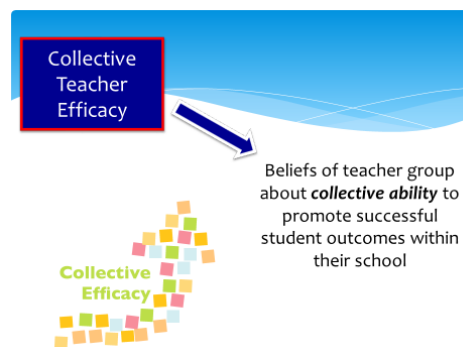 Collective
Teacher
Efficacy
Beliefs of teacher group
about collective ability to
promote successful
student outcomes within
their school
Collective
Efficacy